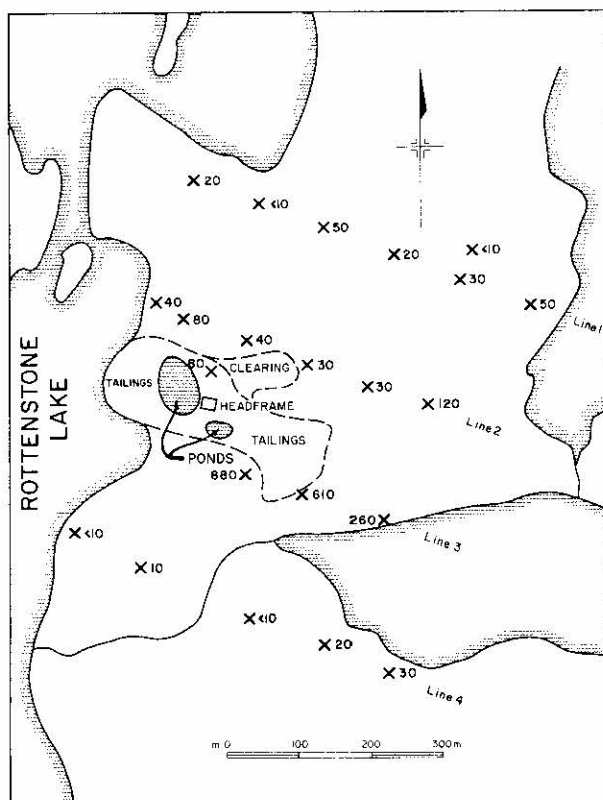 × 20
× <10
× 50
× 20
× <10
× 30
× 50
Line 1
× 40
× 80
× 40
80 ×
CLEARING
× 30
TAILINGS
HEADFRAME
× 30
× 120
Line 2
TAILINGS
PONDS
880 ×
× 610
260 ×
Line 3
ROTTENSTONE
LAKE
× <10
× 10
× <10
× 20
× 30
Line 4
m 0 100 200 300 m